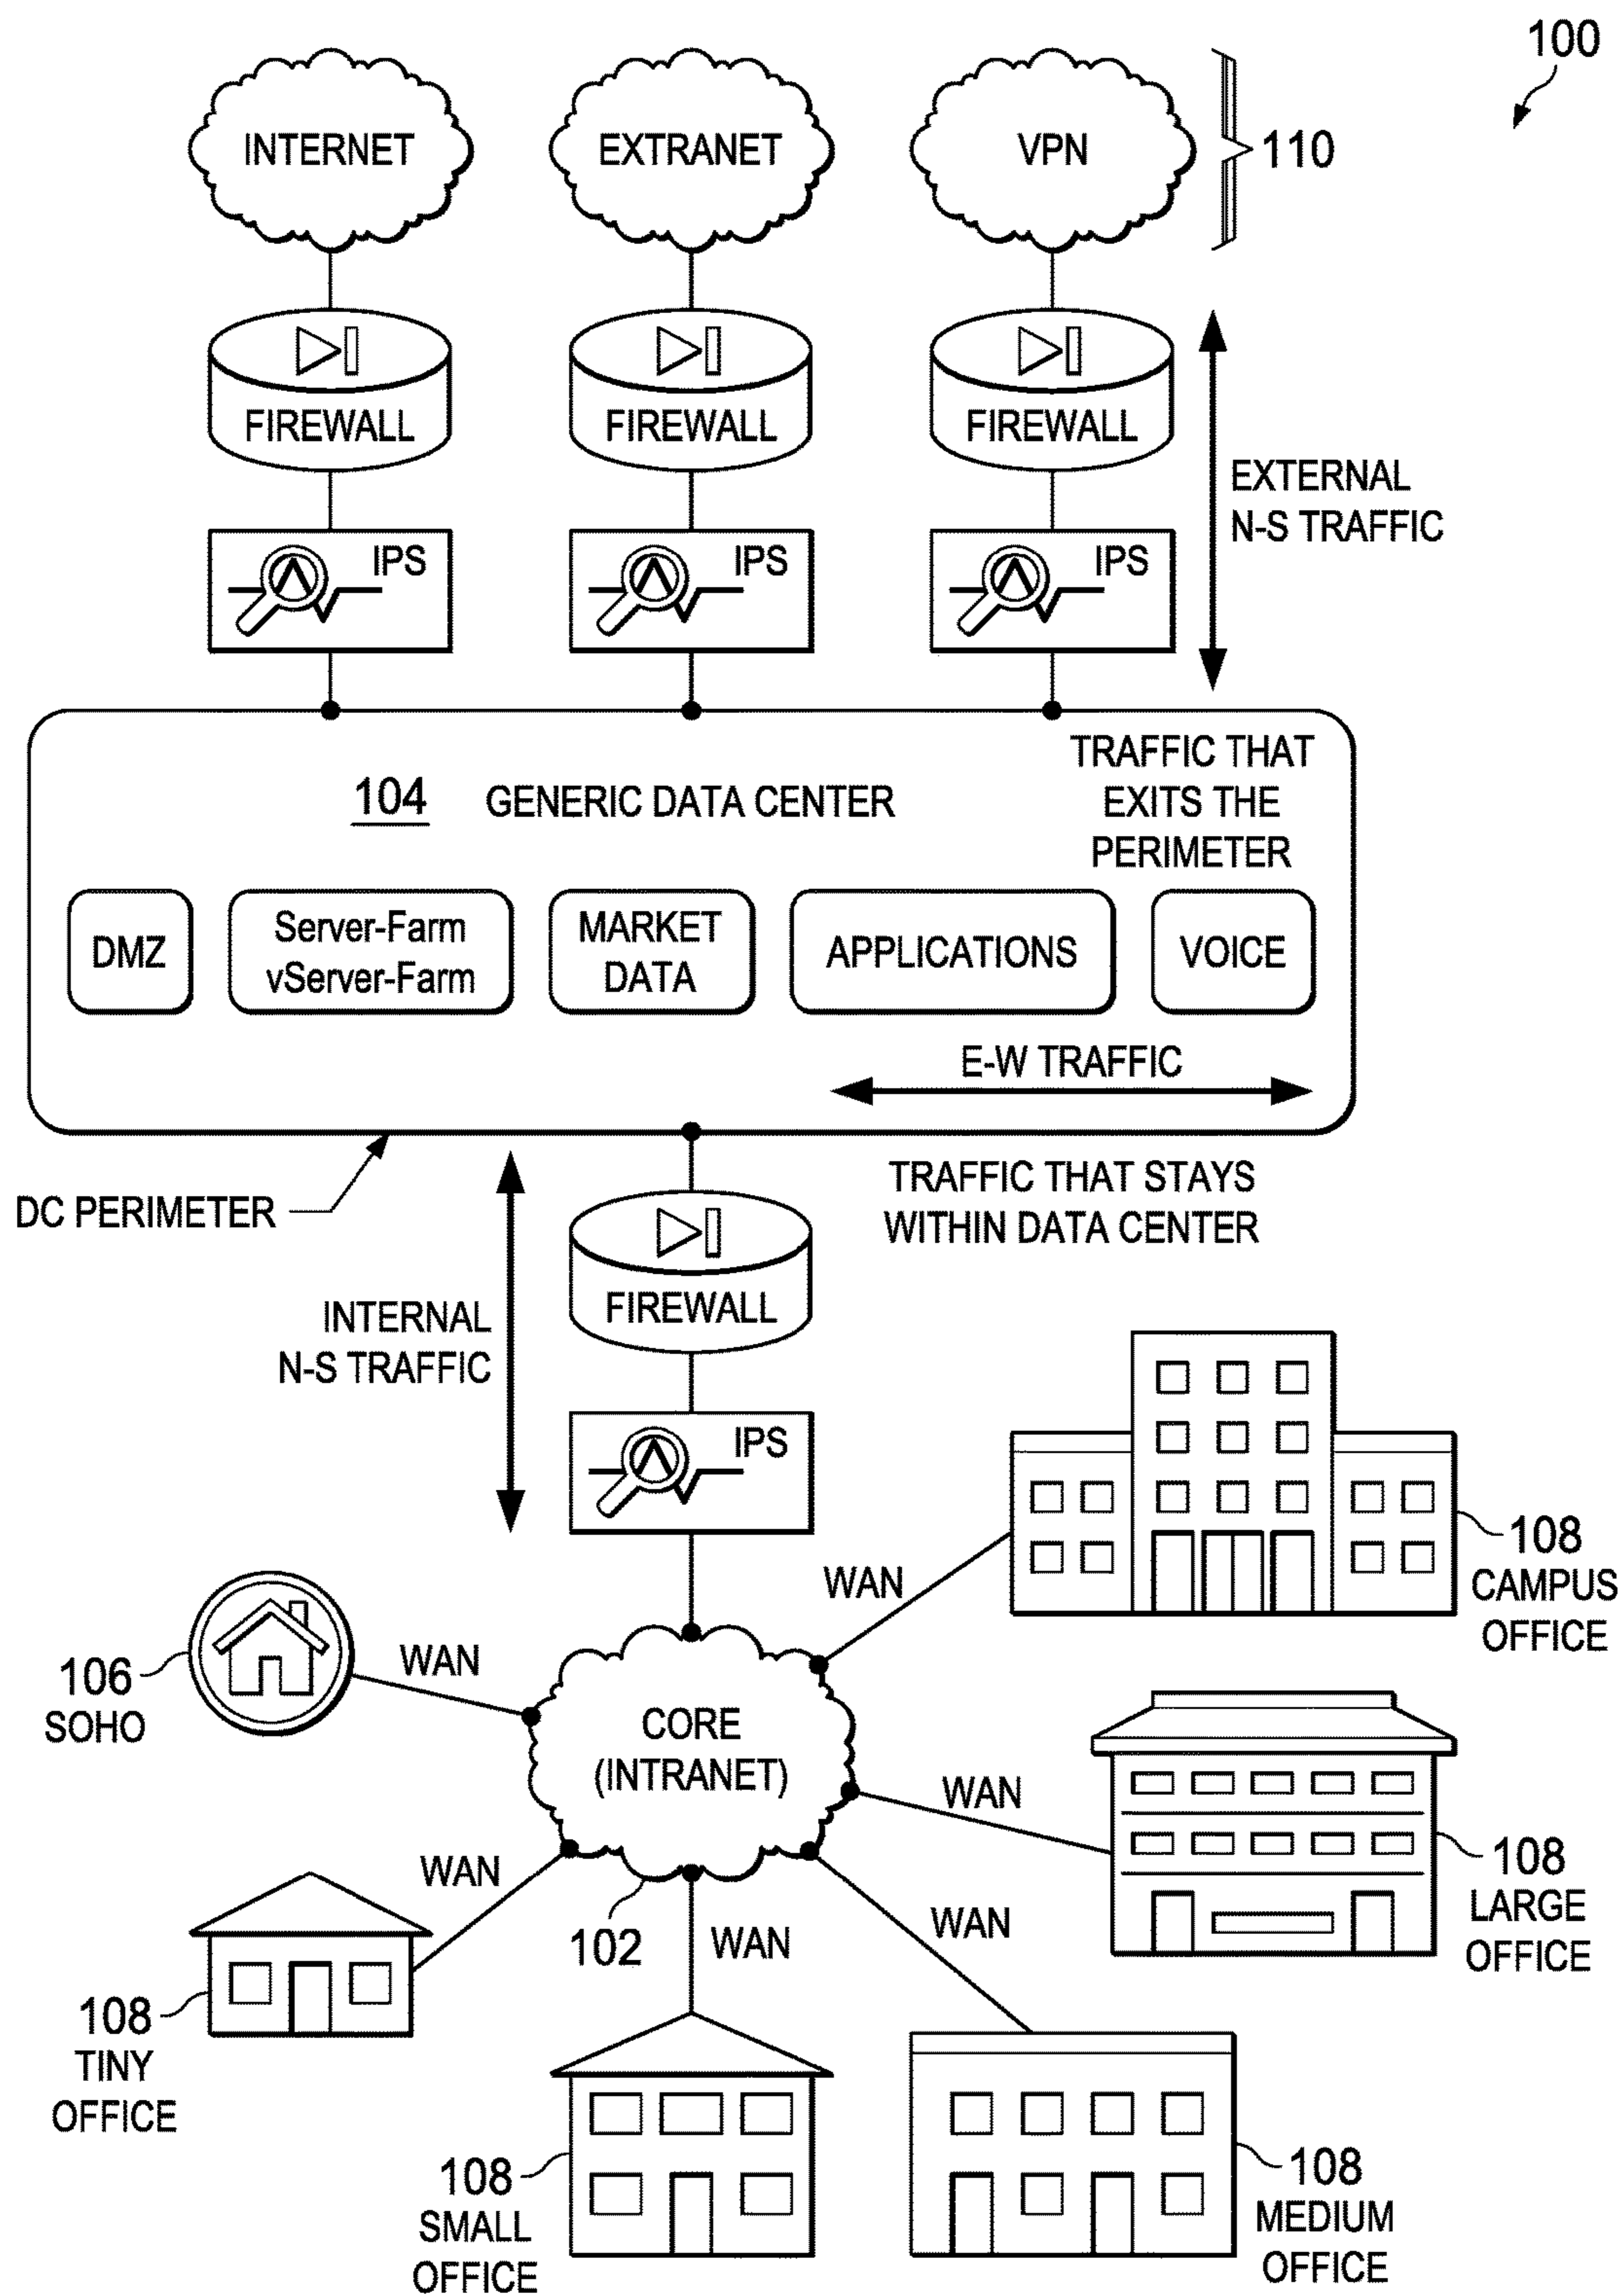 100
INTERNET
EXTRANET
VPN
110
FIREWALL
FIREWALL
FIREWALL
EXTERNAL
N-S TRAFFIC
IPS
IPS
IPS
TRAFFIC THAT
EXITS THE
PERIMETER
104
GENERIC DATA CENTER
DMZ
Server-Farm
vServer-Farm
MARKET
DATA
APPLICATIONS
VOICE
E-W TRAFFIC
DC PERIMETER
TRAFFIC THAT STAYS
WITHIN DATA CENTER
FIREWALL
INTERNAL
N-S TRAFFIC
IPS
WAN
108
CAMPUS
OFFICE
106
SOHO
WAN
CORE
(INTRANET)
WAN
108
LARGE
OFFICE
WAN
102
WAN
WAN
108
TINY
OFFICE
108
SMALL
OFFICE
108
MEDIUM
OFFICE